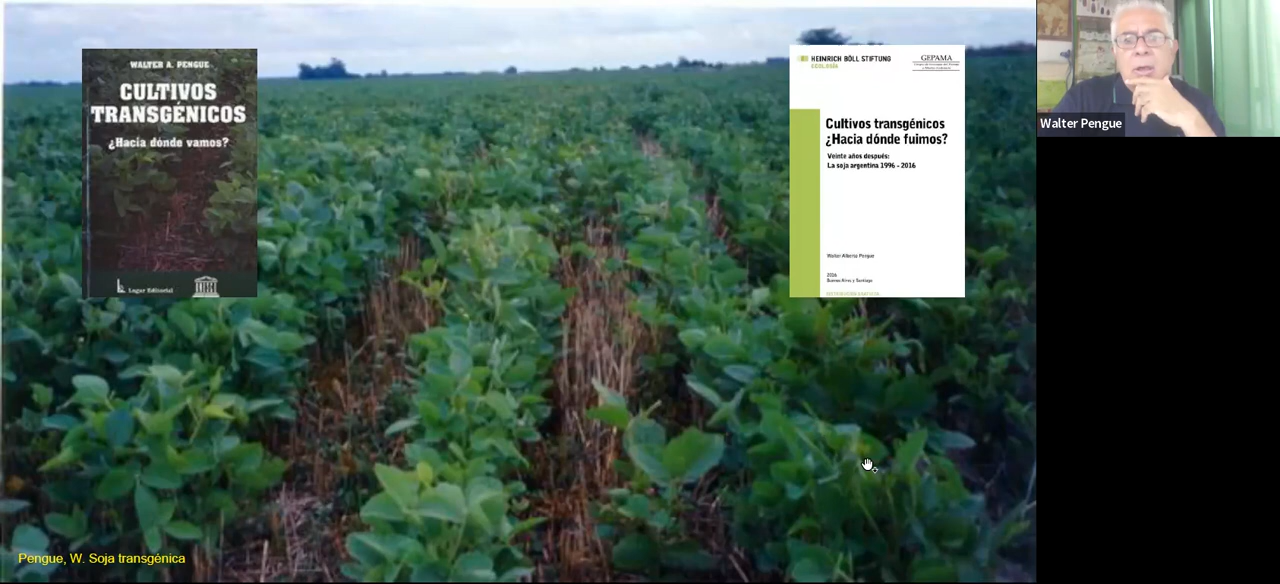 WALTER A. PENGUE
CULTIVOS
TRANSGÉNICOS
¿Hacia dónde vamos?
Lugar Editorial
HEINRICH BÖLL STIFTUNG
ECOLOGÍA
GEPAMA
Cultivos transgénicos
¿Hacia dónde fuimos?
Veinte años después:
La soja argentina 1996 - 2016
Walter Alberto Pengue
2016
Buenos Aires y Santiago
Walter Pengue
Pengue, W. Soja transgénica